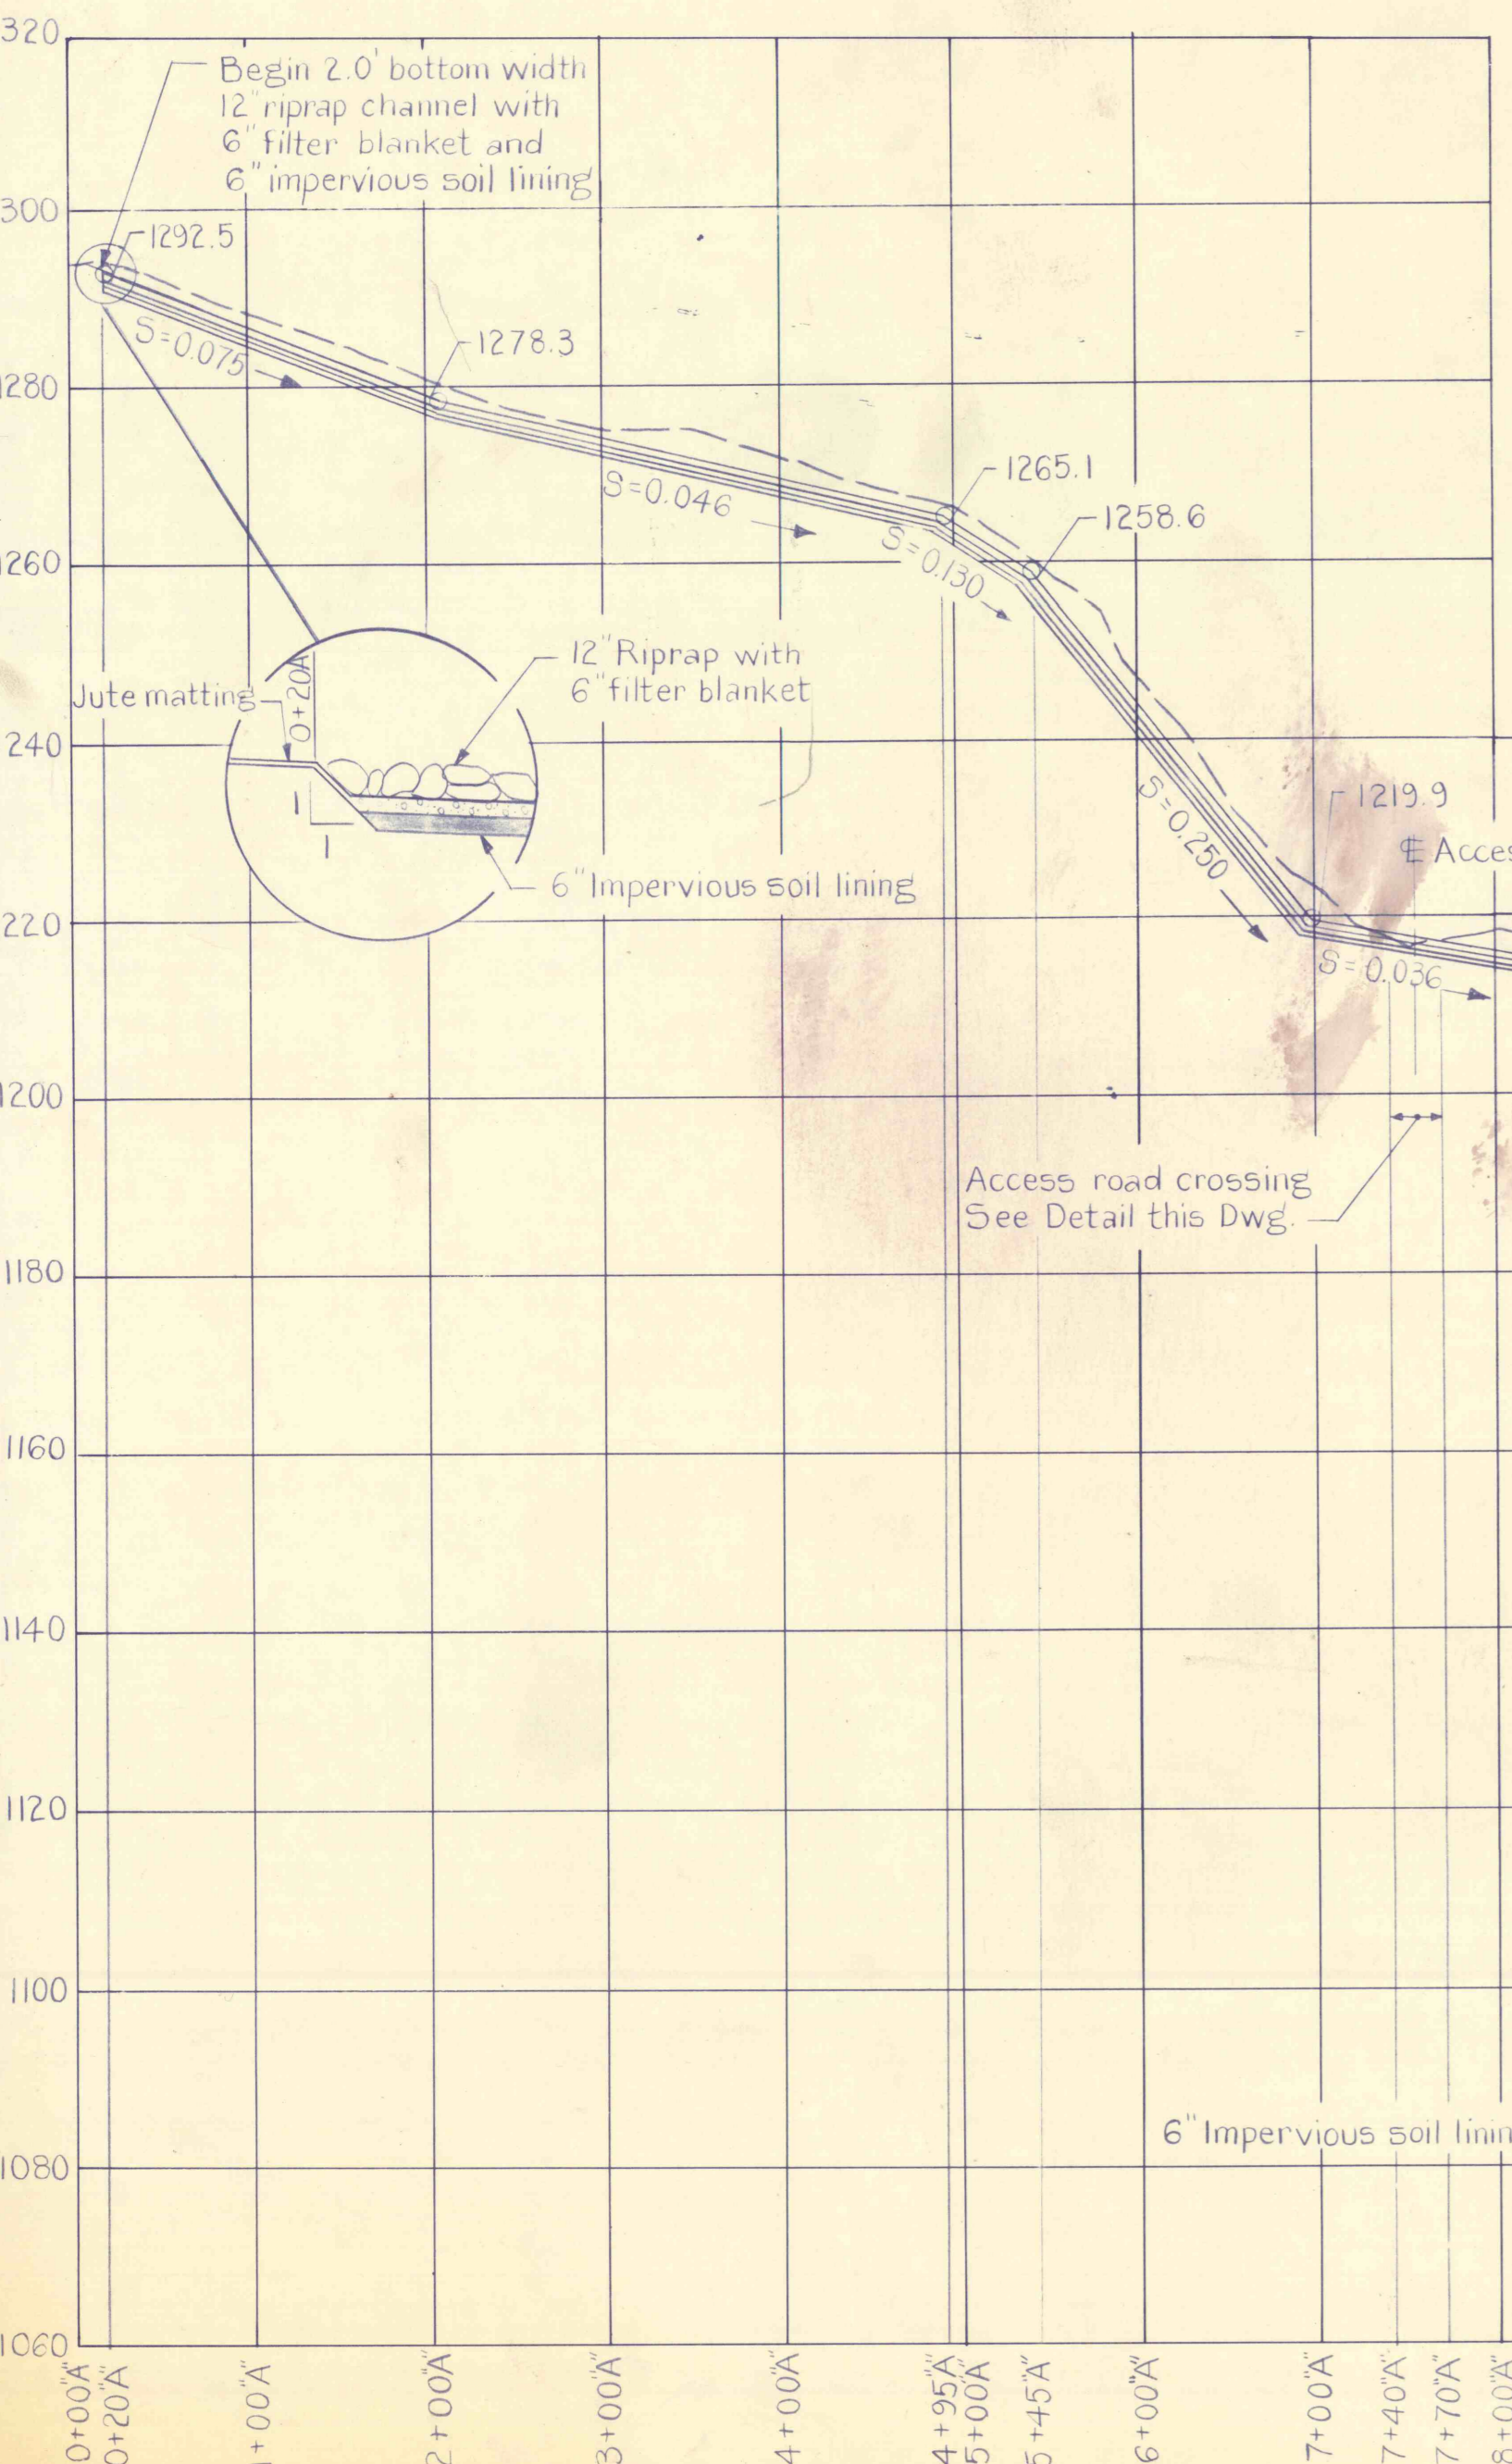 320
Begin 2.0' bottom width
12" riprap channel with
6" filter blanket and
6" impervious soil lining
300
1292.5
S=0.075
1278.3
1280
S=0.046
1265.1
1258.6
S=0.130
1260
12" Riprap with
6" filter blanket
Jute matting
0+20A
240
1
1
6" Impervious soil lining
S=0.250
1219.9
℄ Acces
220
S=0.036
1200
Access road crossing
See Detail this Dwg.
1180
1160
1140
1120
1100
6" Impervious soil linin
1080
1060
0+00"A"
0+20"A"
1+00"A"
2+00"A"
3+00"A"
4+00"A"
4+95"A"
5+00"A"
5+45"A"
6+00"A"
7+00"A"
7+40"A"
7+70"A"
8+00"A"